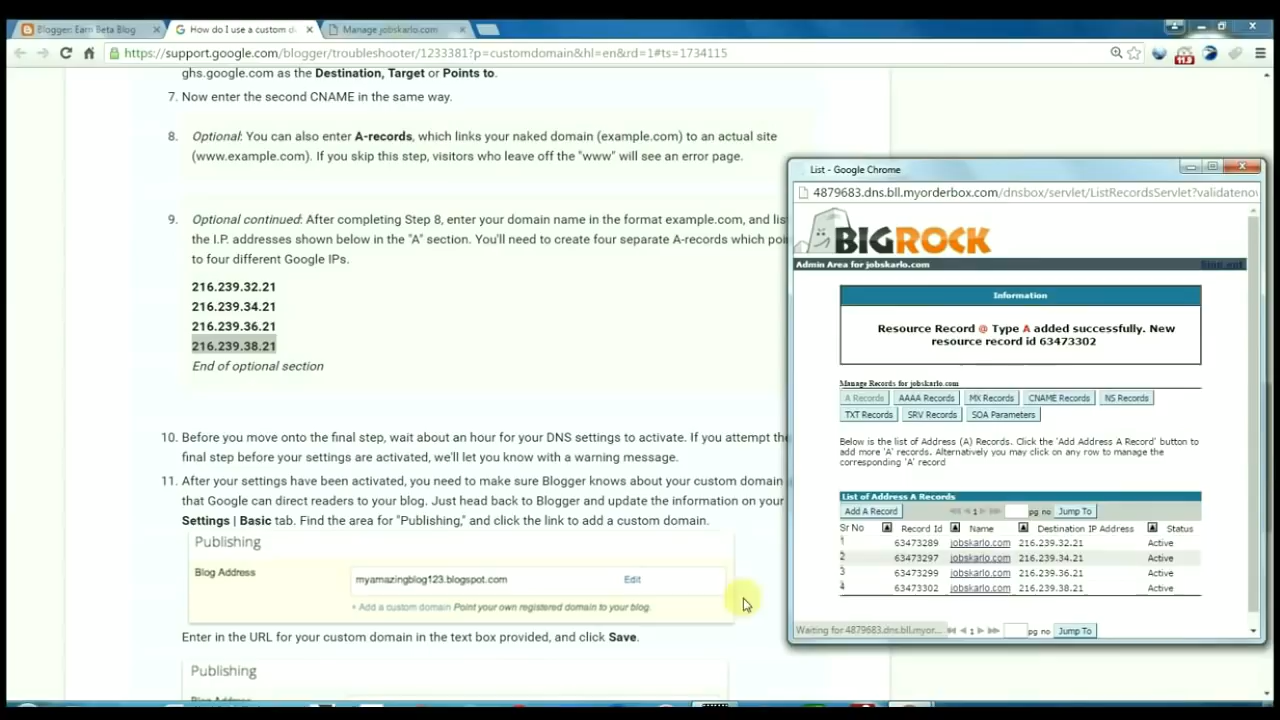 Blogger: Earn Beta Blog
How do I use a custom d
Manage jobskarlo.com
https://support.google.com/blogger/troubleshooter/1233381?p=customdomain&hl=en&rd=1#ts=1734115
ghs.google.com as the Destination, Target or Points to.
7. Now enter the second CNAME in the same way.
8. Optional: You can also enter A-records, which links your naked domain (example.com) to an actual site
(www.example.com). If you skip this step, visitors who leave off the "www" will see an error page.
9. Optional continued: After completing Step 8, enter your domain name in the format example.com, and lis
the I.P. addresses shown below in the "A" section. You'll need to create four separate A-records which poi
to four different Google IPs.
216.239.32.21
216.239.34.21
216.239.36.21
216.239.38.21
End of optional section
10. Before you move onto the final step, wait about an hour for your DNS settings to activate. If you attempt the
final step before your settings are activated, we'll let you know with a warning message.
11. After your settings have been activated, you need to make sure Blogger knows about your custom domain
that Google can direct readers to your blog. Just head back to Blogger and update the information on your
Settings | Basic tab. Find the area for "Publishing," and click the link to add a custom domain.
Publishing
Blog Address myamazingblog123.blogspot.com Edit
+ Add a custom domain Point your own registered domain to your blog.
Enter in the URL for your custom domain in the text box provided, and click Save.
Publishing
List - Google Chrome
4879683.dns.bll.myorderbox.com/dnsbox/servlet/ListRecordsServlet?validateno
BIGROCK
Admin Area for jobskarlo.com
Information
Resource Record @ Type A added successfully. New
resource record id 63473302
Manage Records for jobskarlo.com
A Records AAAA Records MX Records CNAME Records NS Records
TXT Records SRV Records SOA Parameters
Below is the list of Address (A) Records. Click the 'Add Address A Record' button to
add more 'A' records. Alternatively you may click on any row to manage the
corresponding 'A' record
List of Address A Records
Add A Record 1 pg no Jump To
Sr No Record Id Name Destination IP Address Status
1 63473289 jobskarlo.com 216.239.32.21 Active
2 63473297 jobskarlo.com 216.239.34.21 Active
3 63473299 jobskarlo.com 216.239.36.21 Active
4 63473302 jobskarlo.com 216.239.38.21 Active
Waiting for 4879683.dns.bll.myor... 1 pg no Jump To